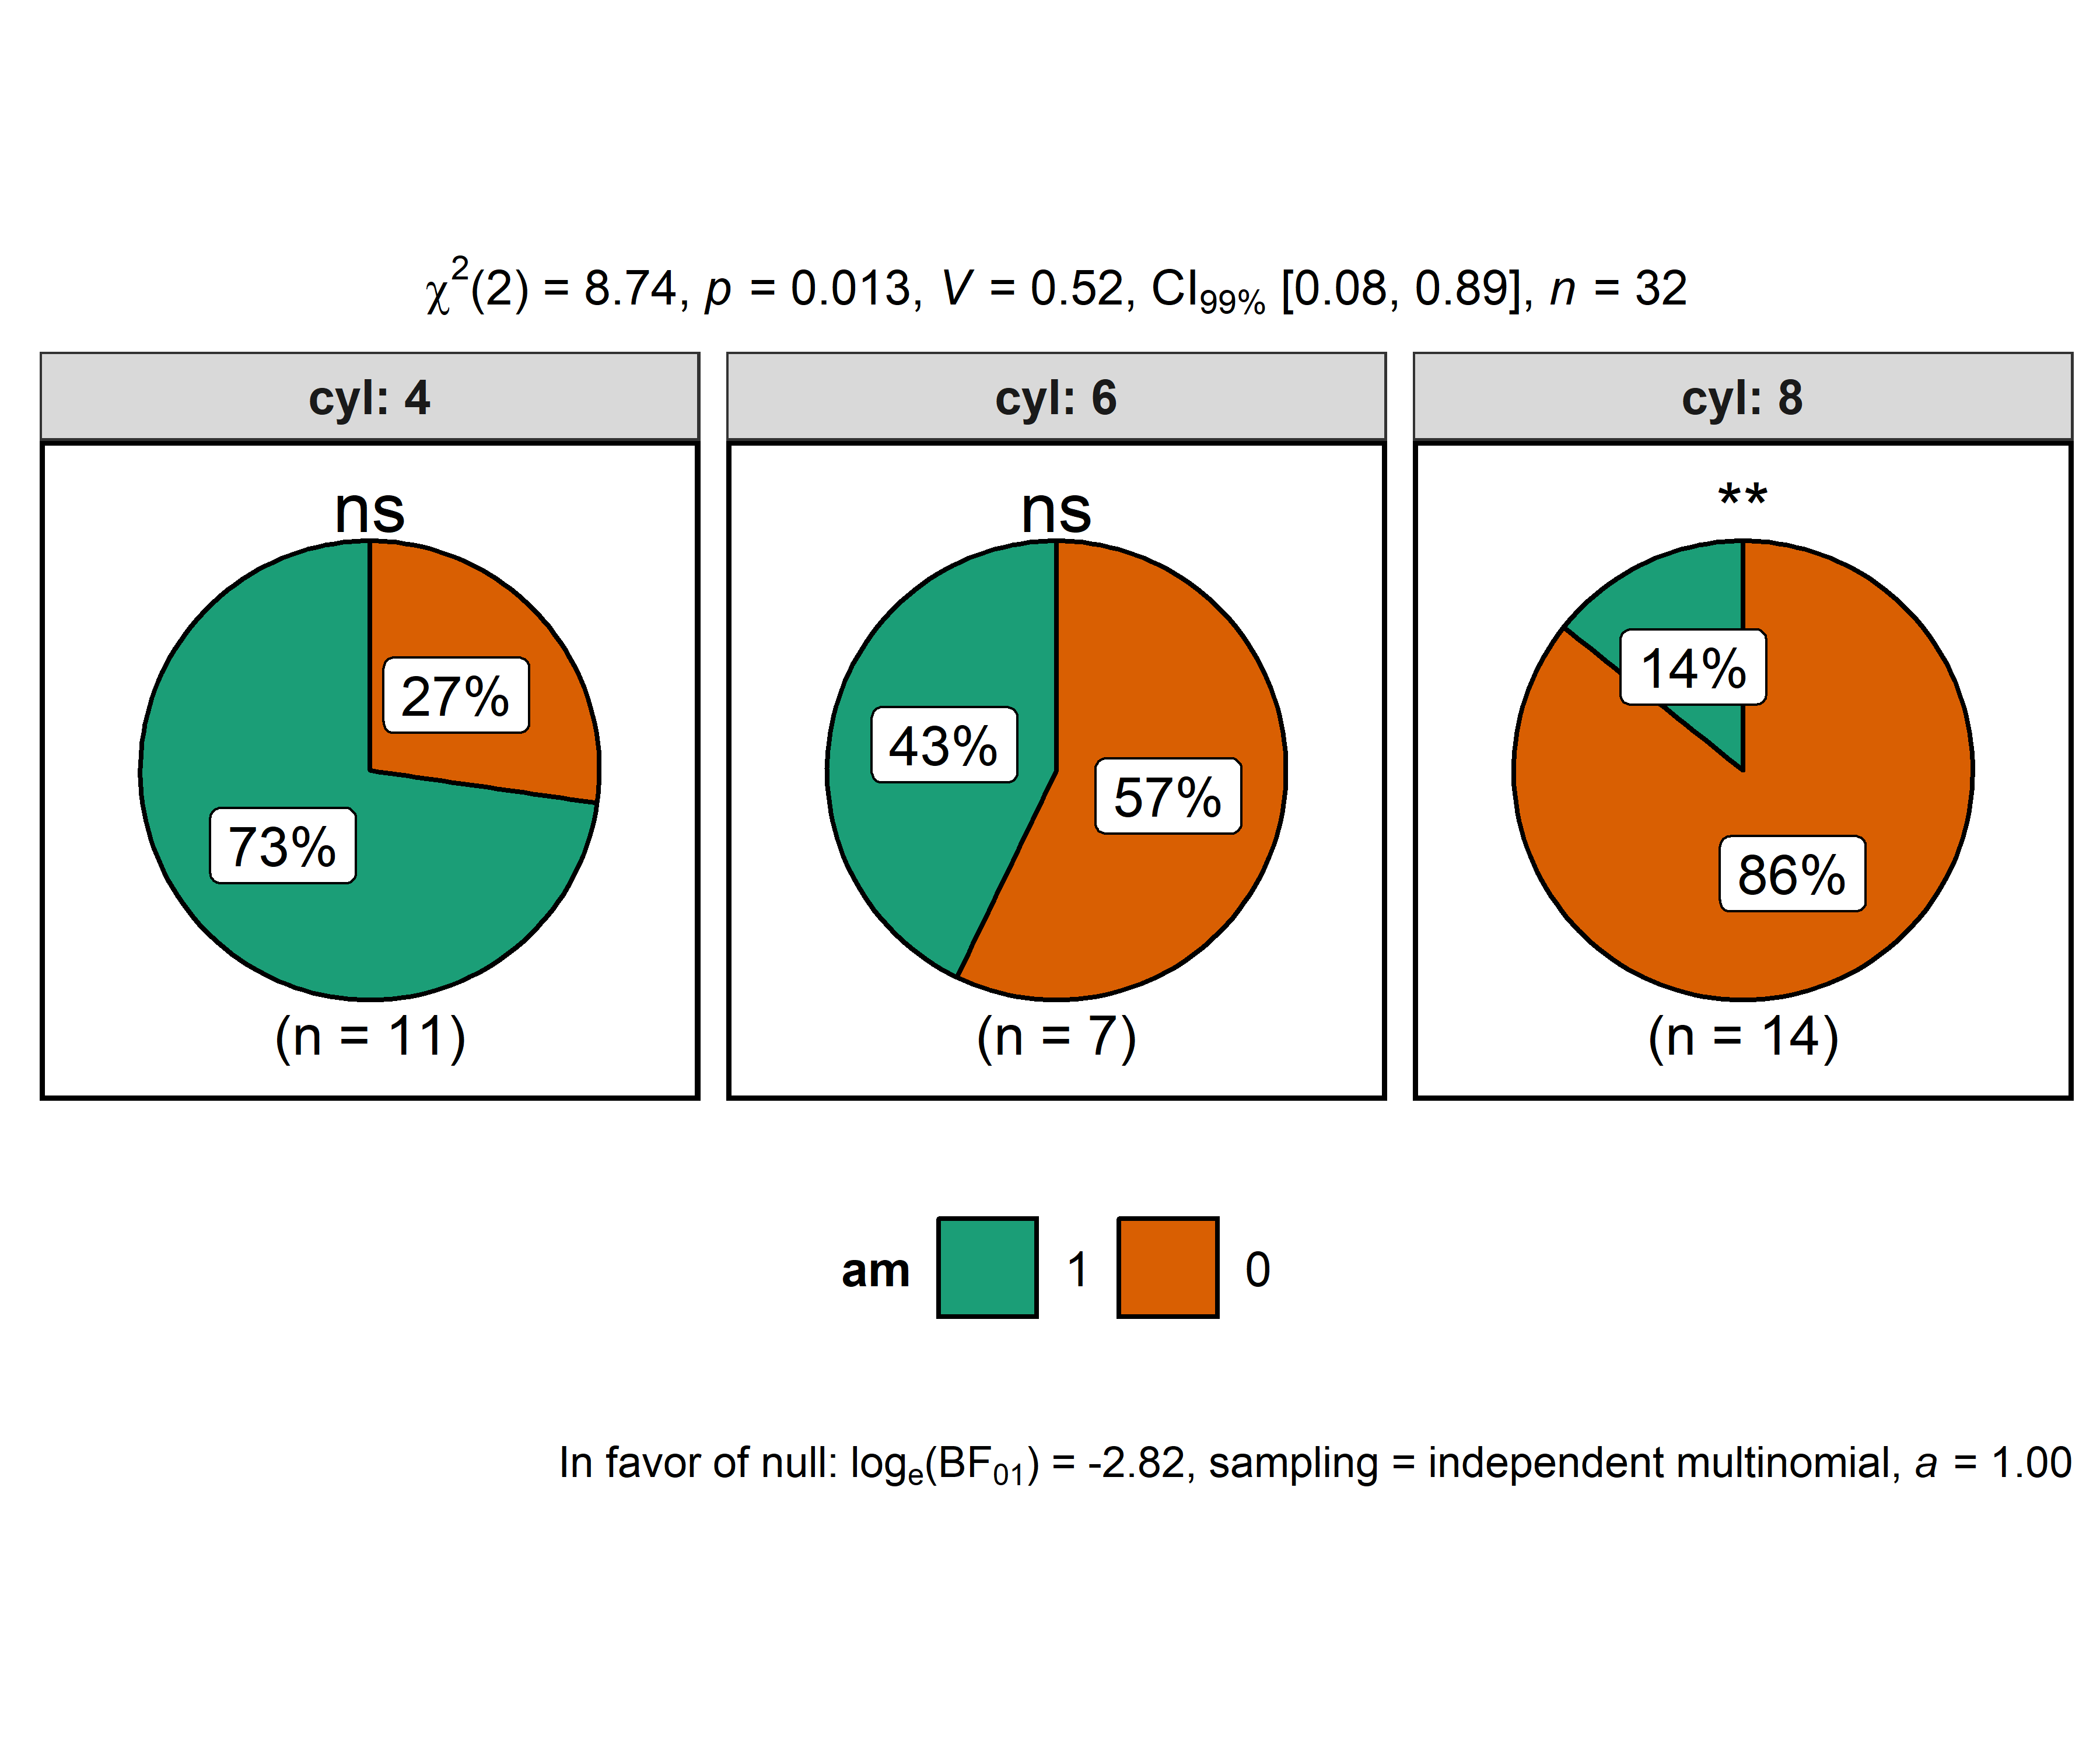 χ²(2) = 8.74, p = 0.013, V = 0.52, CI₉₉% [0.08, 0.89], n = 32
cyl: 4
ns
27%
73%
(n = 11)
cyl: 6
ns
43%
57%
(n = 7)
cyl: 8
**
14%
86%
(n = 14)
am 1 0
In favor of null: logₑ(BF₀₁) = -2.82, sampling = independent multinomial, a = 1.00